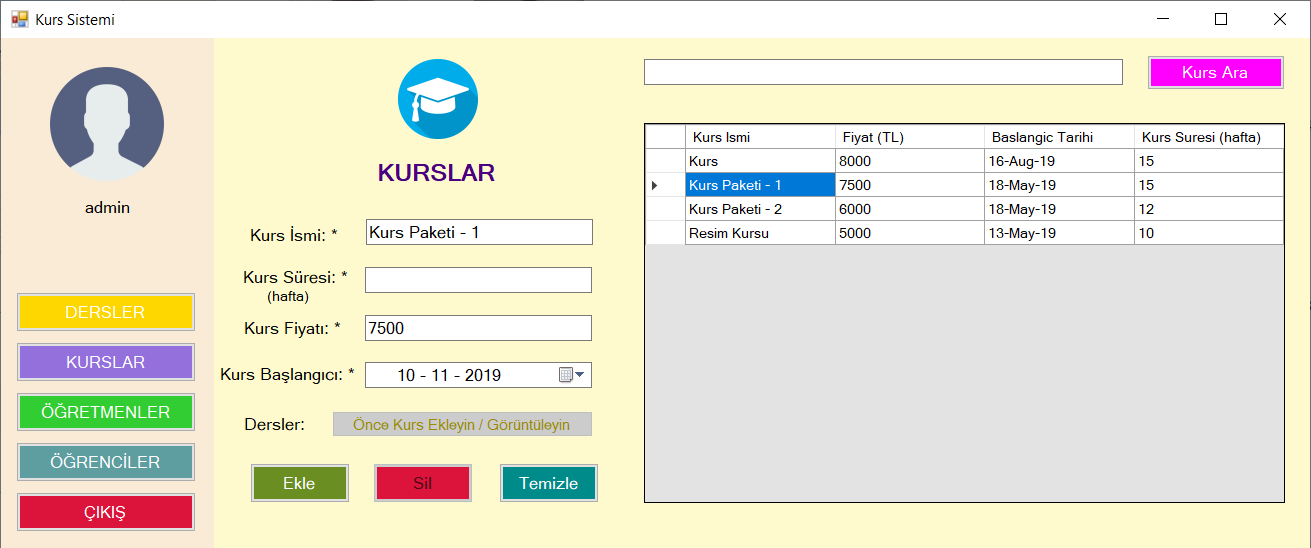 Kurs Sistemi
admin
DERSLER
KURSLAR
ÖĞRETMENLER
ÖĞRENCİLER
ÇIKIŞ
KURSLAR
Kurs İsmi: * Kurs Paketi - 1
Kurs Süresi: *
(hafta)
Kurs Fiyatı: * 7500
Kurs Başlangıcı: * 10 - 11 - 2019
Dersler: Önce Kurs Ekleyin / Görüntüleyin
Ekle Sil Temizle
Kurs Ara
Kurs Ismi Fiyat (TL) Baslangic Tarihi Kurs Suresi (hafta)
Kurs 8000 16-Aug-19 15
Kurs Paketi - 1 7500 18-May-19 15
Kurs Paketi - 2 6000 18-May-19 12
Resim Kursu 5000 13-May-19 10